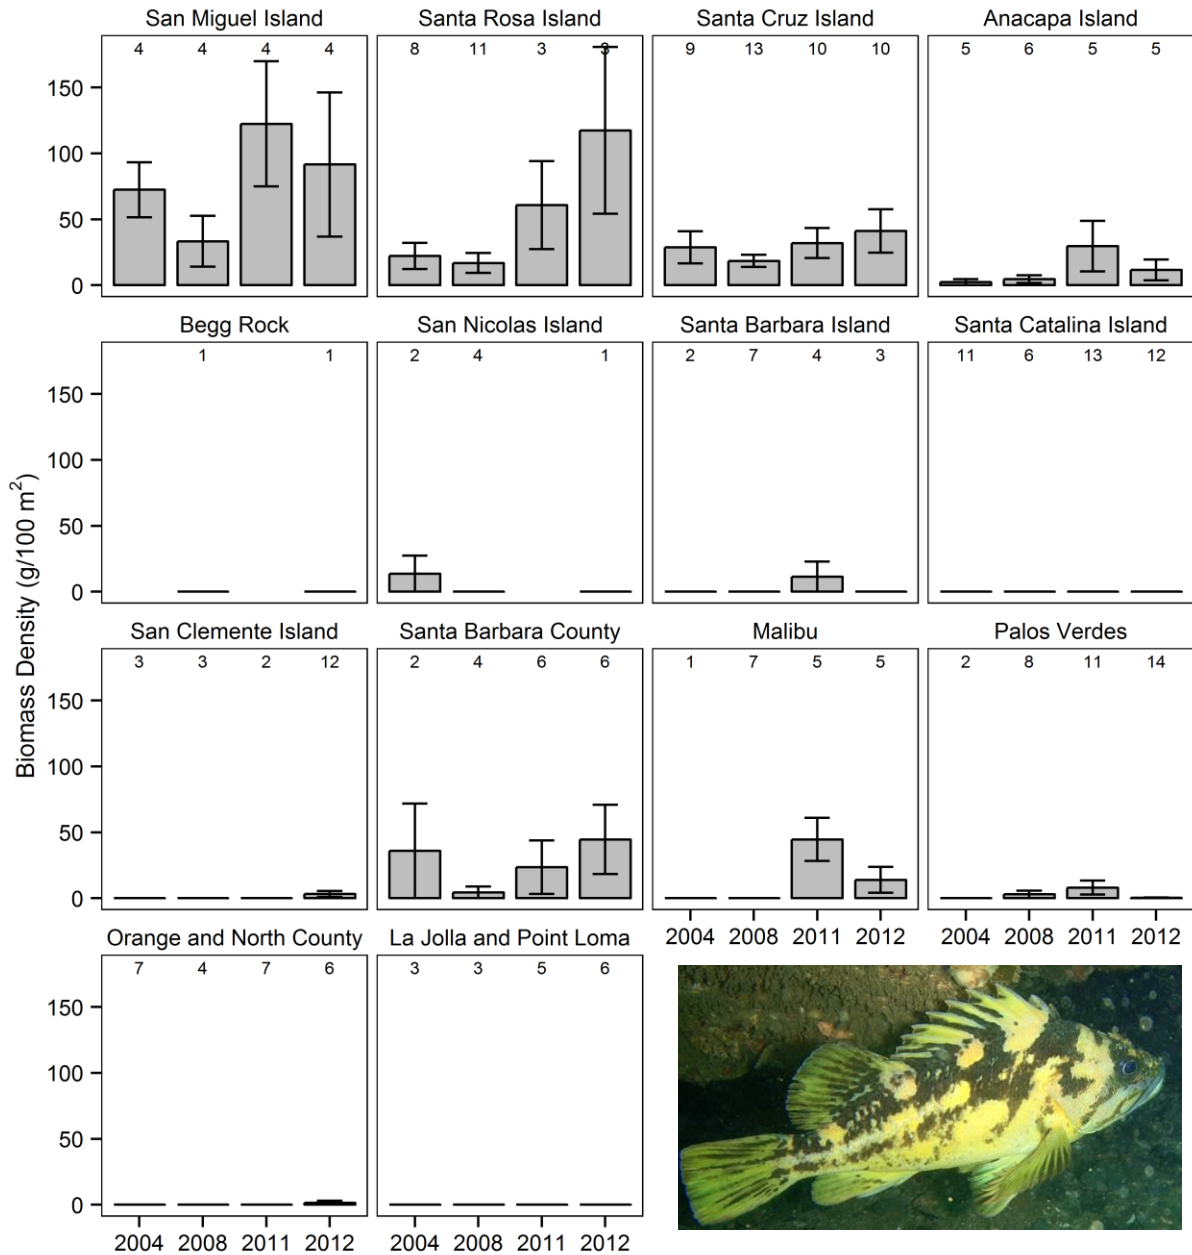 San Miguel Island Santa Rosa Island Santa Cruz Island Anacapa Island
4 4 4 4 8 11 3 3 9 13 10 10 5 6 5 5
150
100
50
0
Begg Rock San Nicolas Island Santa Barbara Island Santa Catalina Island
1 1 2 4 1 2 7 4 3 11 6 13 12
150
100
50
0
Biomass Density (g/100 m²)
San Clemente Island Santa Barbara County Malibu Palos Verdes
3 3 2 12 2 4 6 6 1 7 5 5 2 8 11 14
150
100
50
0
2004 2008 2011 2012 2004 2008 2011 2012
Orange and North County La Jolla and Point Loma
7 4 7 6 3 3 5 6
150
100
50
0
2004 2008 2011 2012 2004 2008 2011 2012